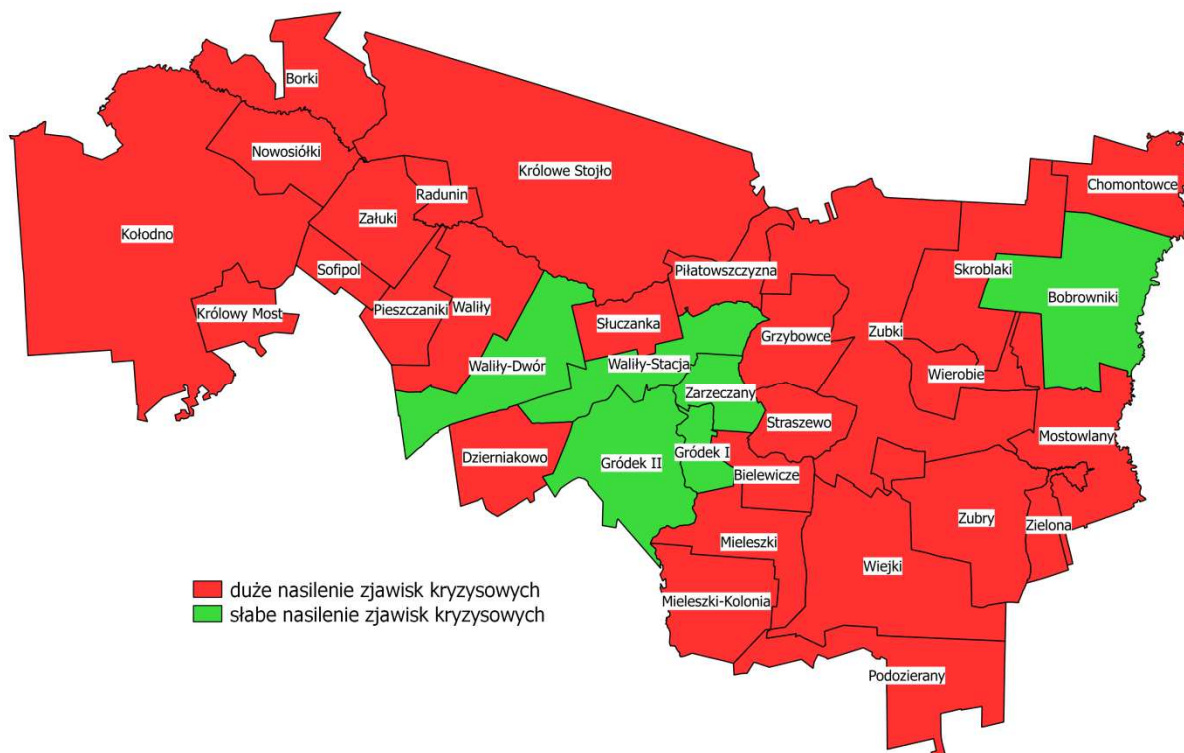 Borki
Nowosiółki
Królowe Stojło
Chomontowce
Radunin
Załuki
Kołodno
Sofipol
Piłatowszczyzna
Skroblaki
Bobrowniki
Pieszczaniki
Waliły
Królowy Most
Słuczanka
Grzybowce
Zubki
Waliły-Dwór
Waliły-Stacja
Wierobie
Zarzeczany
Straszewo
Mostowlany
Dzierniakowo
Gródek II
Gródek I
Bielewicze
Zubry
Zielona
Mieleszki
Wiejki
duże nasilenie zjawisk kryzysowych
słabe nasilenie zjawisk kryzysowych
Mieleszki-Kolonia
Podozierany